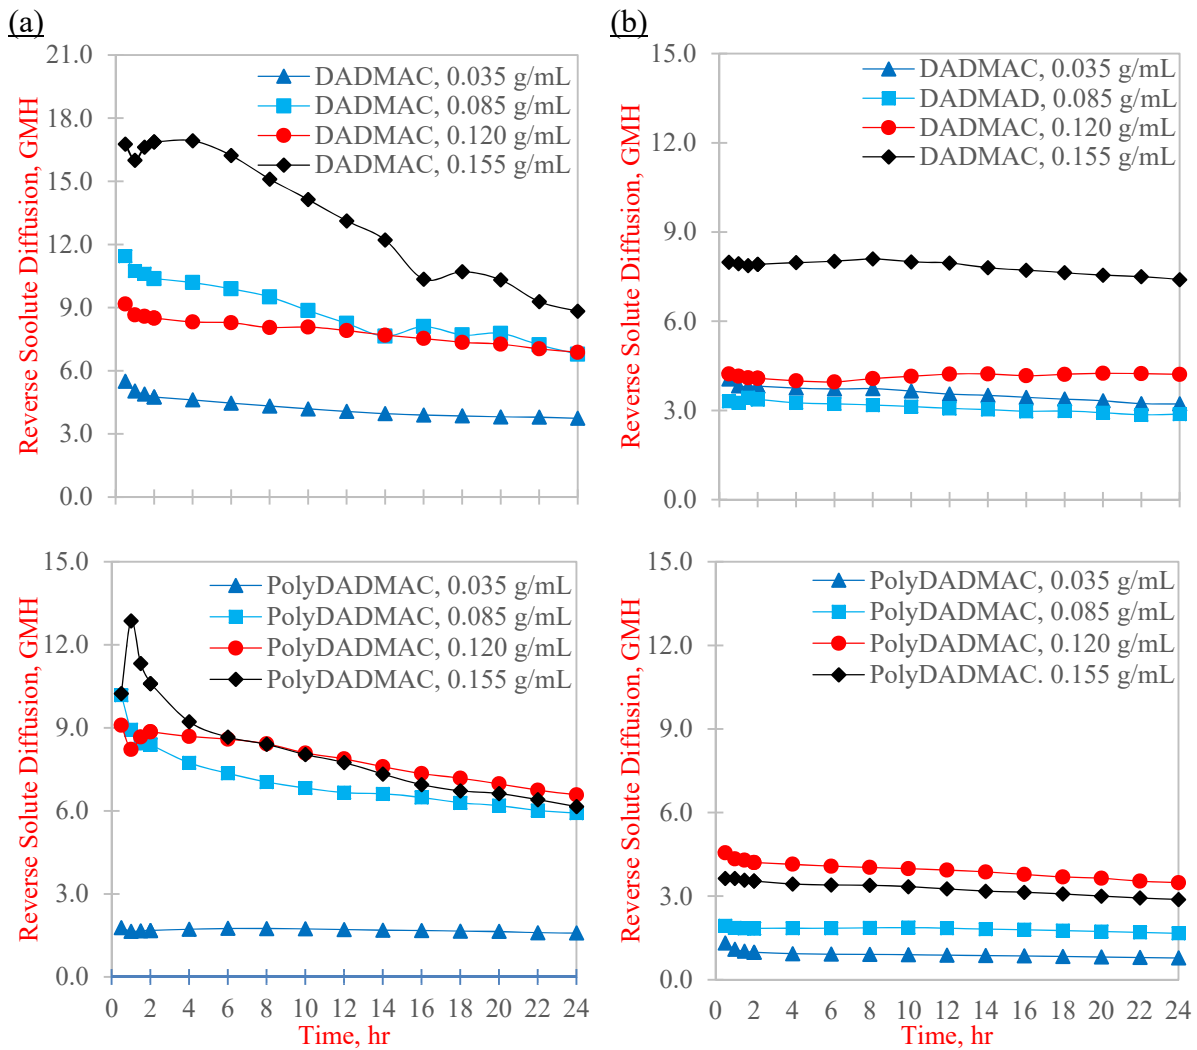 (a)
21.0
18.0
15.0
12.0
9.0
6.0
3.0
0.0
Reverse Soolute Diffusion, GMH
DADMAC, 0.035 g/mL
DADMAC, 0.085 g/mL
DADMAC, 0.120 g/mL
DADMAC, 0.155 g/mL
(b)
15.0
12.0
9.0
6.0
3.0
0.0
Reverse Solute Diffusion, GMH
DADMAC, 0.035 g/mL
DADMAD, 0.085 g/mL
DADMAC, 0.120 g/mL
DADMAC, 0.155 g/mL
15.0
12.0
9.0
6.0
3.0
0.0
Reverse Solute Diffusion, GMH
PolyDADMAC, 0.035 g/mL
PolyDADMAC, 0.085 g/mL
PolyDADMAC, 0.120 g/mL
PolyDADMAC, 0.155 g/mL
0 2 4 6 8 10 12 14 16 18 20 22 24
Time, hr
15.0
12.0
9.0
6.0
3.0
0.0
Reverse Solute Diffusion, GMH
PolyDADMAC, 0.035 g/mL
PolyDADMAC, 0.085 g/mL
PolyDADMAC, 0.120 g/mL
PolyDADMAC. 0.155 g/mL
0 2 4 6 8 10 12 14 16 18 20 22 24
Time, hr